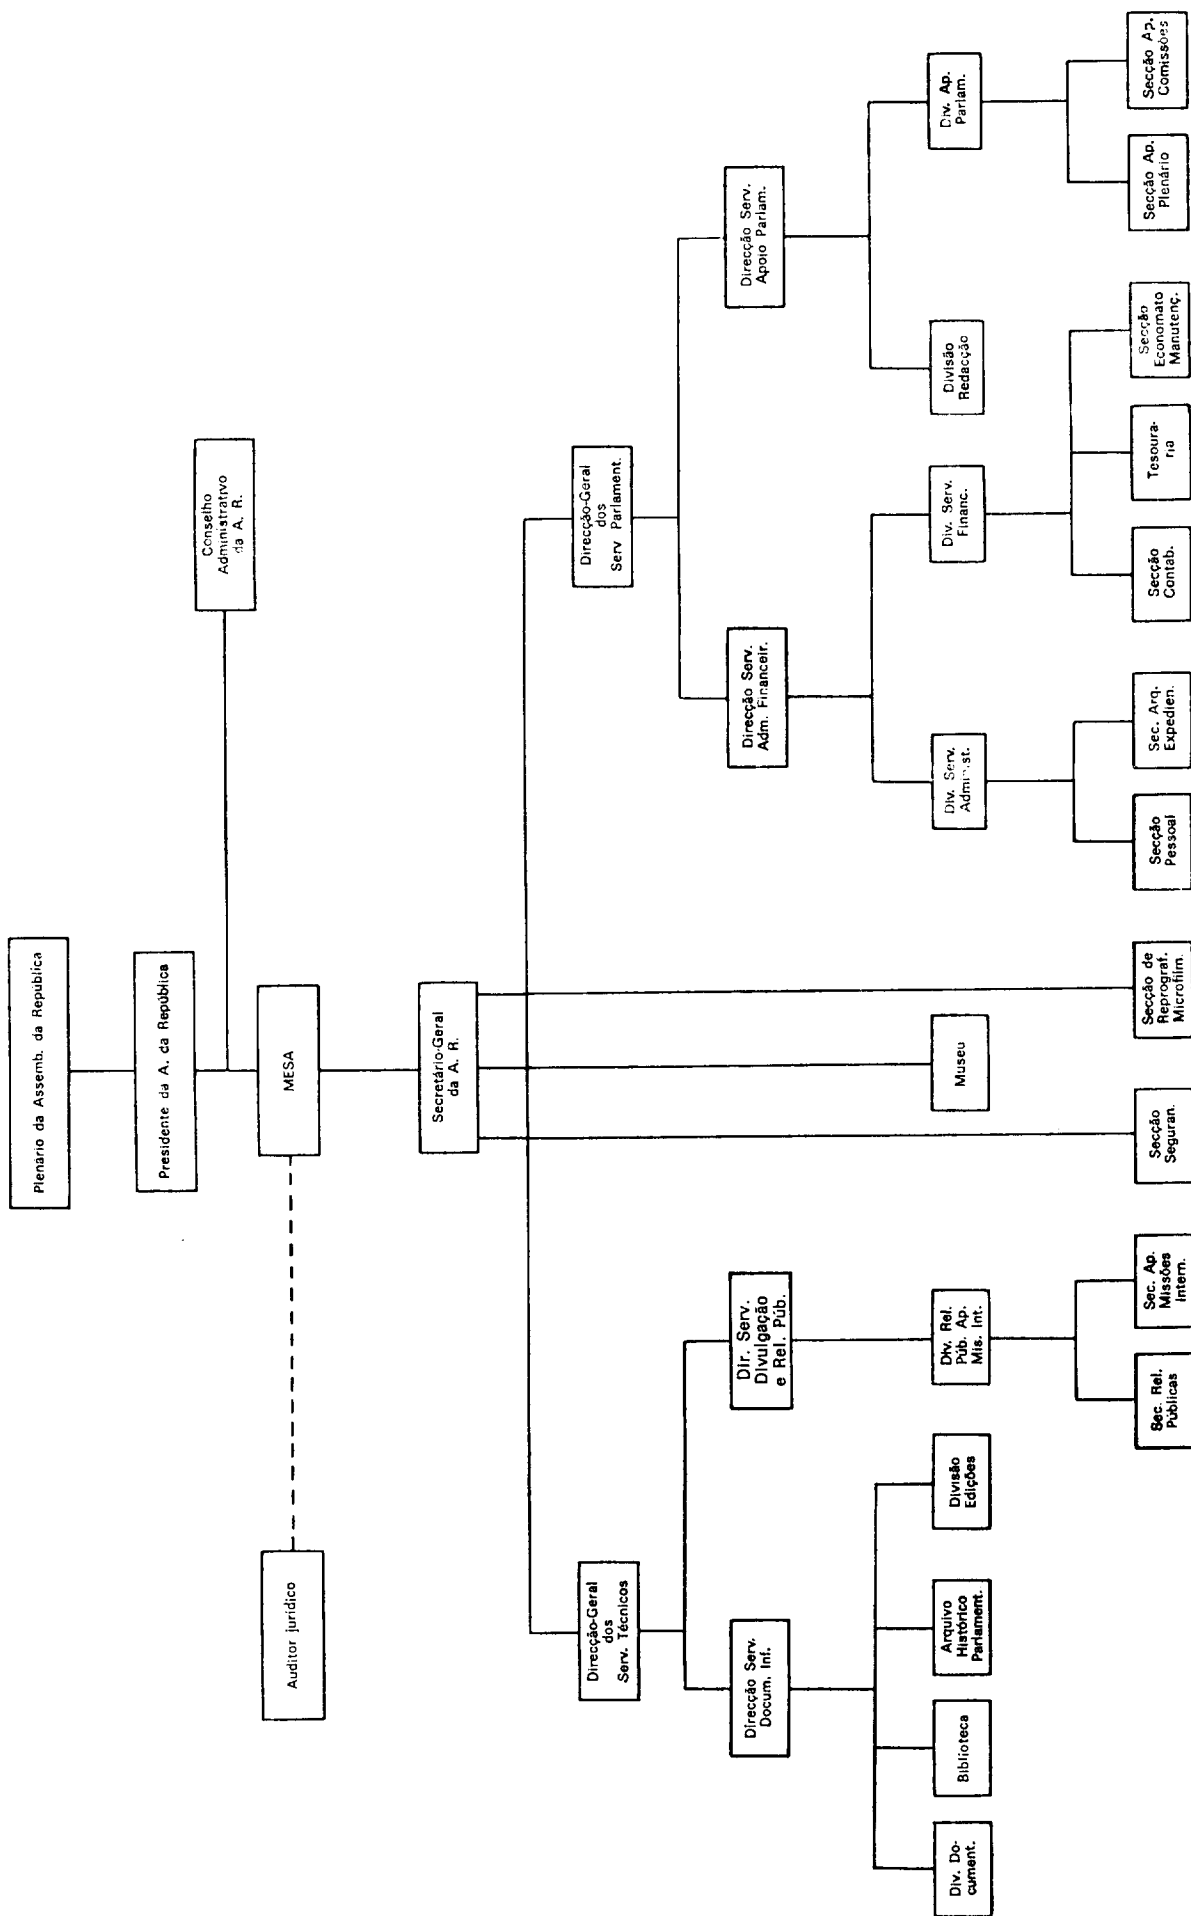 Plenário da Assemb. da República
Presidente da A. da República
Conselho
Administrativo
da A. R.
MESA
Auditor jurídico
Secretário-Geral
da A. R.
Direcção-Geral
dos
Serv. Técnicos
Direcção-Geral
dos
Serv Parlament.
Direcção Serv.
Docum. Inf.
Dir. Serv.
Divulgação
e Rel. Púb.
Direcção Serv.
Adm. Financeir.
Direcção Serv.
Apoio Parlam.
Div. Do-
cument.
Biblioteca
Arquivo
Histórico
Parlament.
Divisão
Edições
Div. Rel.
Púb. Ap.
Mis. Int.
Museu
Div. Serv.
Administ.
Div. Serv.
Financ.
Divisão
Redacção
Div. Ap.
Parlam.
Sec. Rel.
Públicas
Sec. Ap.
Missões
Intern.
Secção
Seguran.
Secção de
Reprograf.
Microfilm.
Secção
Pessoal
Sec. Arq.
Expedien.
Secção
Contab.
Tesoura-
ria
Secção
Economato
Manutenç.
Secção Ap.
Plenário
Secção Ap.
Comissões